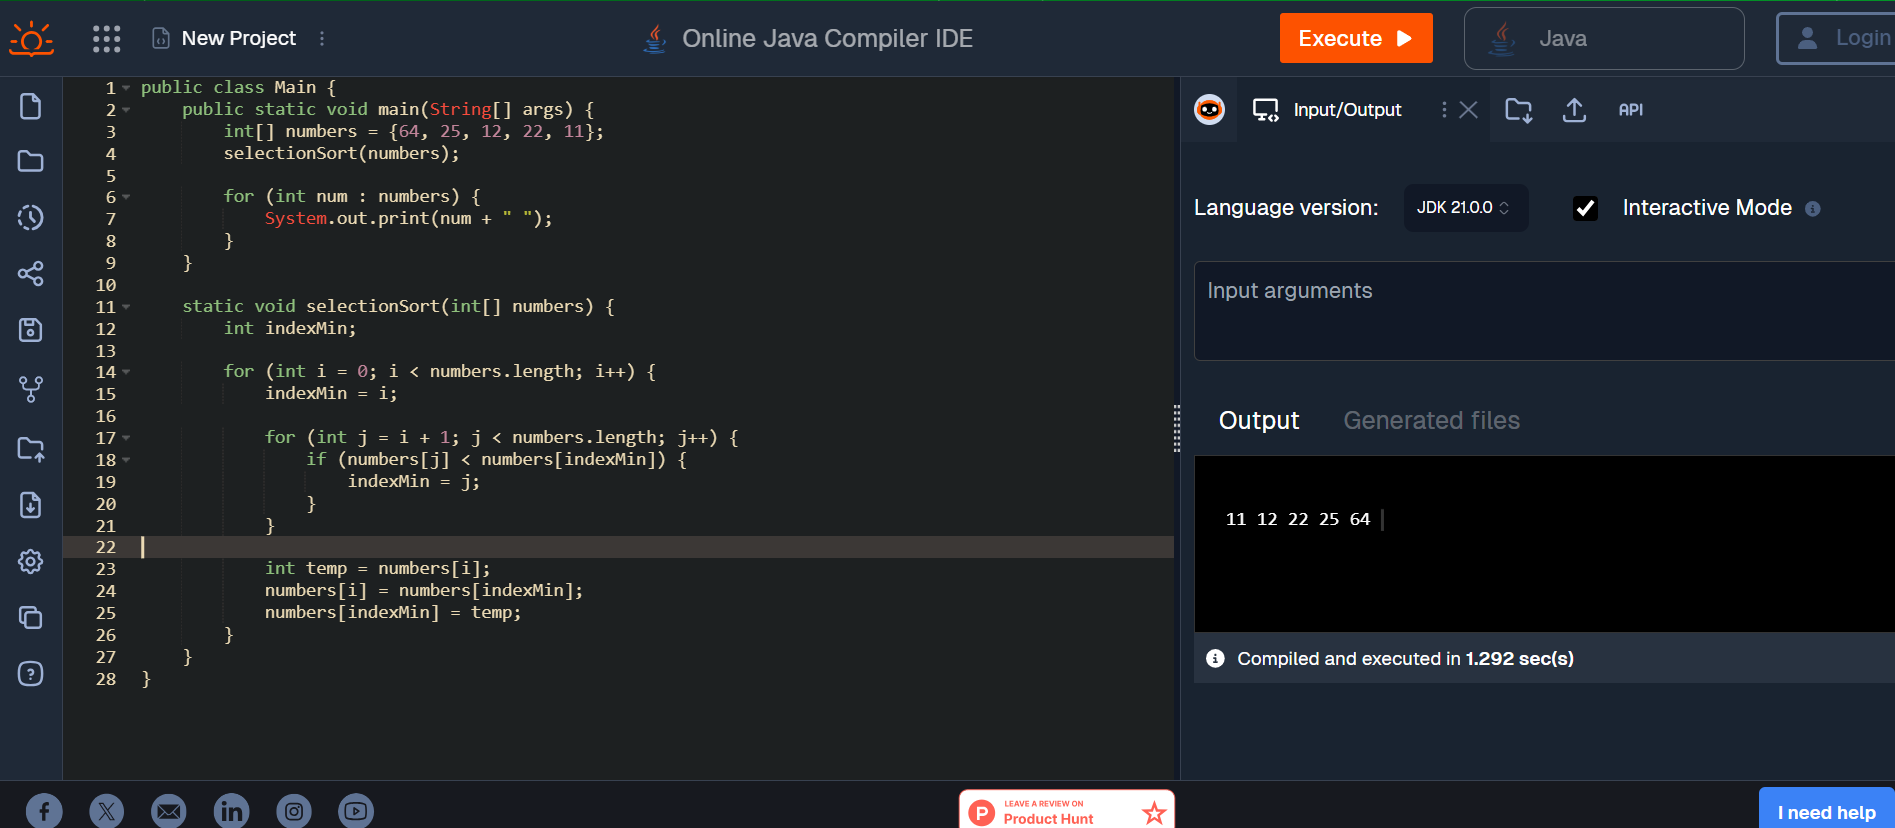 New Project
Online Java Compiler IDE
Execute
Java
Login
1 public class Main {
2     public static void main(String[] args) {
3         int[] numbers = {64, 25, 12, 22, 11};
4         selectionSort(numbers);
5
6         for (int num : numbers) {
7             System.out.print(num + " ");
8         }
9     }
10
11     static void selectionSort(int[] numbers) {
12         int indexMin;
13
14         for (int i = 0; i < numbers.length; i++) {
15             indexMin = i;
16
17             for (int j = i + 1; j < numbers.length; j++) {
18                 if (numbers[j] < numbers[indexMin]) {
19                     indexMin = j;
20                 }
21             }
22
23             int temp = numbers[i];
24             numbers[i] = numbers[indexMin];
25             numbers[indexMin] = temp;
26         }
27     }
28 }
Input/Output
API
Language version:
JDK 21.0.0
Interactive Mode
Input arguments
Output
Generated files
11 12 22 25 64
Compiled and executed in 1.292 sec(s)
P
LEAVE A REVIEW ON
Product Hunt
I need help